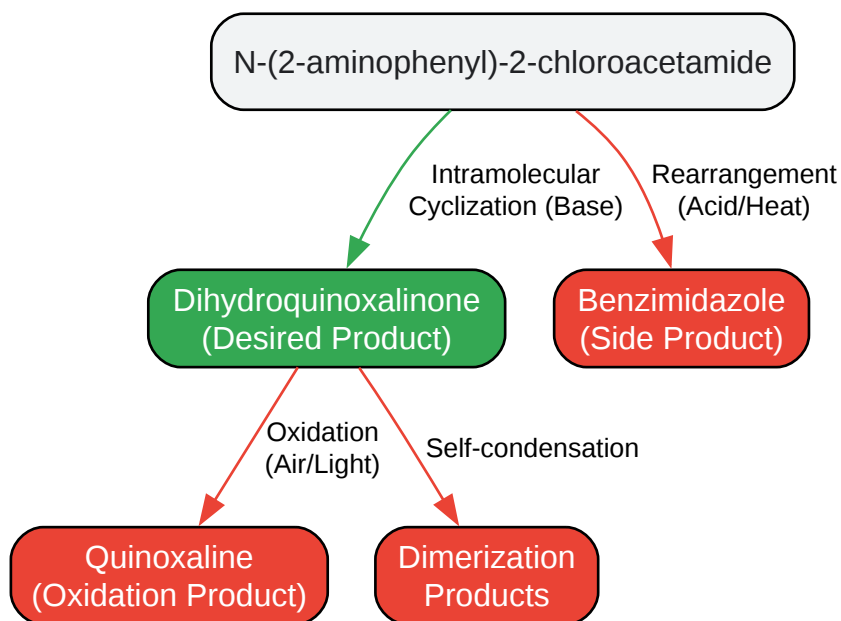 N-(2-aminophenyl)-2-chloroacetamide
Intramolecular
Cyclization (Base)
Rearrangement
(Acid/Heat)
Dihydroquinoxalinone
(Desired Product)
Benzimidazole
(Side Product)
Oxidation
(Air/Light)
Self-condensation
Quinoxaline
(Oxidation Product)
Dimerization
Products